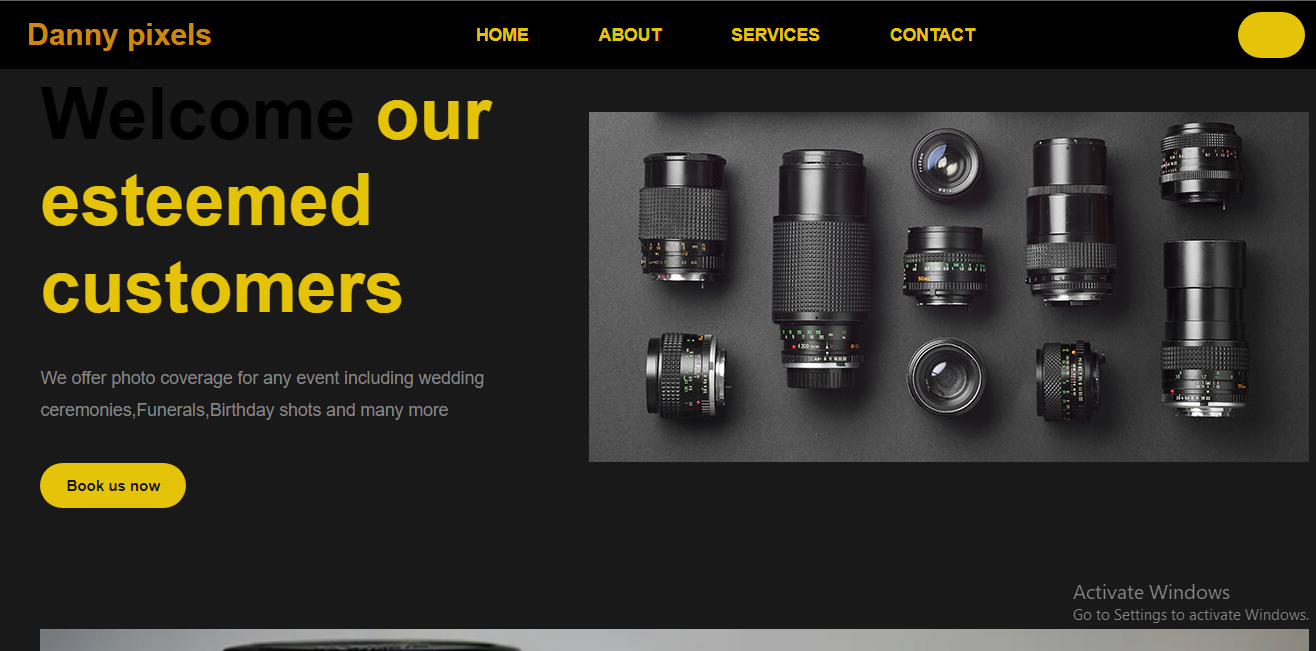 Danny pixels
HOME ABOUT SERVICES CONTACT
Welcome our
esteemed
customers
We offer photo coverage for any event including wedding
ceremonies,Funerals,Birthday shots and many more
Book us now
Activate Windows
Go to Settings to activate Windows.